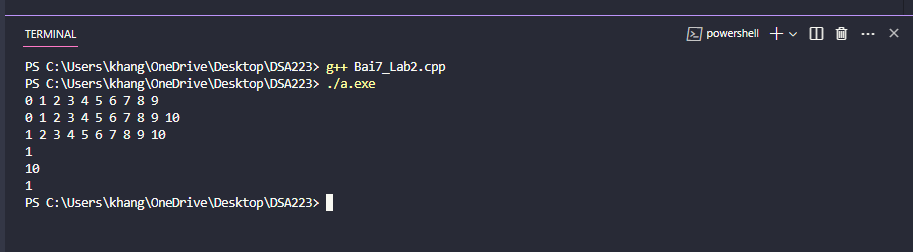 TERMINAL
powershell
PS C:\Users\khang\OneDrive\Desktop\DSA223> g++ Bai7_Lab2.cpp
PS C:\Users\khang\OneDrive\Desktop\DSA223> ./a.exe
0 1 2 3 4 5 6 7 8 9
0 1 2 3 4 5 6 7 8 9 10
1 2 3 4 5 6 7 8 9 10
1
10
1
PS C:\Users\khang\OneDrive\Desktop\DSA223>